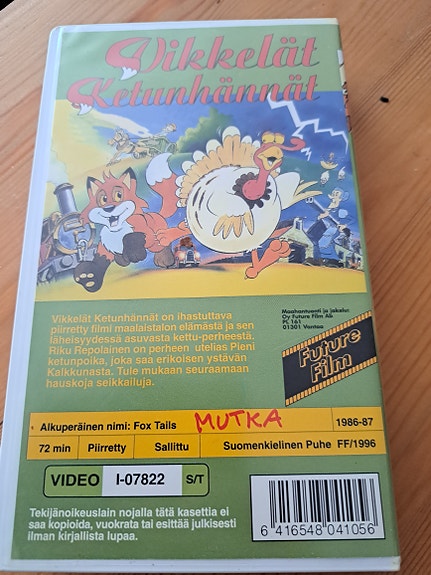 Vikkelät
Ketunhännät
Vikkelät Ketunhännät on ihastuttava
piirretty filmi maalaistalon elämästä ja sen
läheisyydessä asuvasta kettu-perheestä.
Riku Repolainen on perheen utelias Pieni
ketunpoika, joka saa erikoisen ystävän
Kalkkunasta. Tule mukaan seuraamaan
hauskoja seikkailuja.
Maahantuonti ja jakelu:
Oy Future Film Ab
PL 161
01301 Vantaa
Future
Film
Alkuperäinen nimi: Fox Tails MUTKA 1986-87
72 min Piirretty Sallittu Suomenkielinen Puhe FF/1996
VIDEO I-07822 S/T
Tekijänoikeuslain nojalla tätä kasettia ei
saa kopioida, vuokrata tai esittää julkisesti
ilman kirjallista lupaa.
6 416548 041056